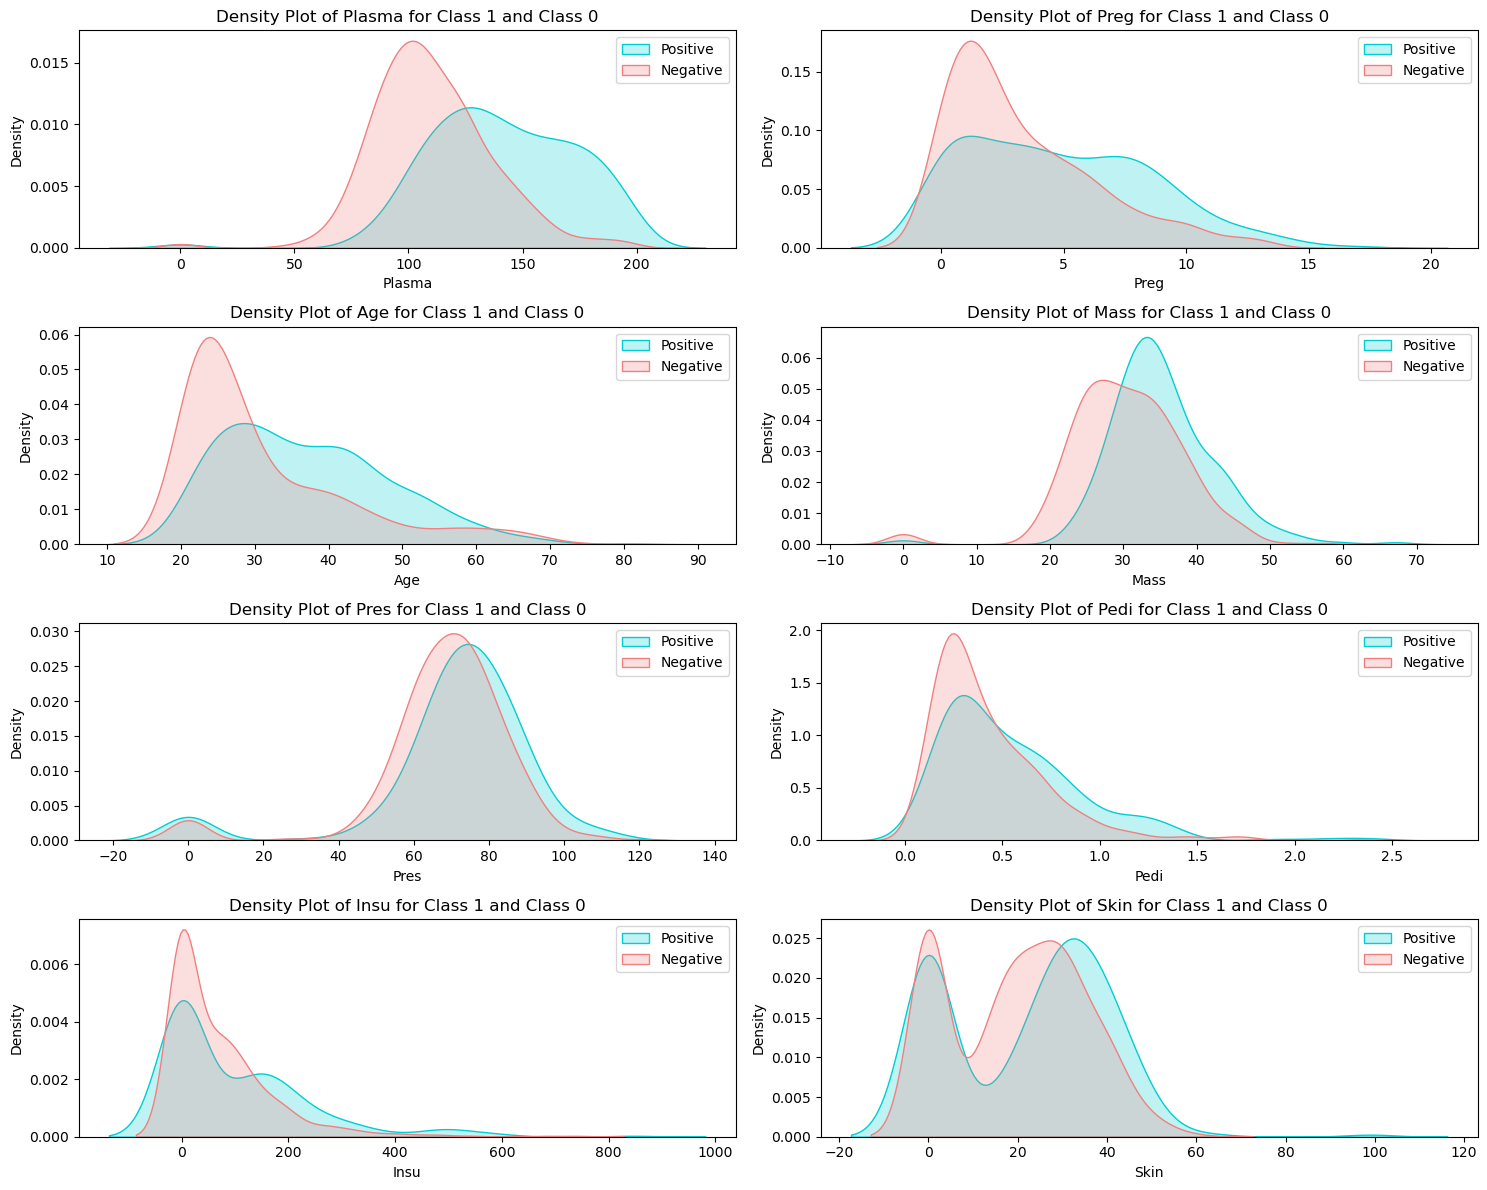 Density Plot of Plasma for Class 1 and Class 0
Positive
Negative
Density
0.015
0.010
0.005
0.000
0 50 100 150 200
Plasma
Density Plot of Preg for Class 1 and Class 0
Positive
Negative
Density
0.15
0.10
0.05
0.00
0 5 10 15 20
Preg
Density Plot of Age for Class 1 and Class 0
Positive
Negative
Density
0.06
0.05
0.04
0.03
0.02
0.01
0.00
10 20 30 40 50 60 70 80 90
Age
Density Plot of Mass for Class 1 and Class 0
Positive
Negative
Density
0.06
0.05
0.04
0.03
0.02
0.01
0.00
−10 0 10 20 30 40 50 60 70
Mass
Density Plot of Pres for Class 1 and Class 0
Positive
Negative
Density
0.030
0.025
0.020
0.015
0.010
0.005
0.000
−20 0 20 40 60 80 100 120 140
Pres
Density Plot of Pedi for Class 1 and Class 0
Positive
Negative
Density
2.0
1.5
1.0
0.5
0.0
0.0 0.5 1.0 1.5 2.0 2.5
Pedi
Density Plot of Insu for Class 1 and Class 0
Positive
Negative
Density
0.006
0.004
0.002
0.000
0 200 400 600 800 1000
Insu
Density Plot of Skin for Class 1 and Class 0
Positive
Negative
Density
0.025
0.020
0.015
0.010
0.005
0.000
−20 0 20 40 60 80 100 120
Skin